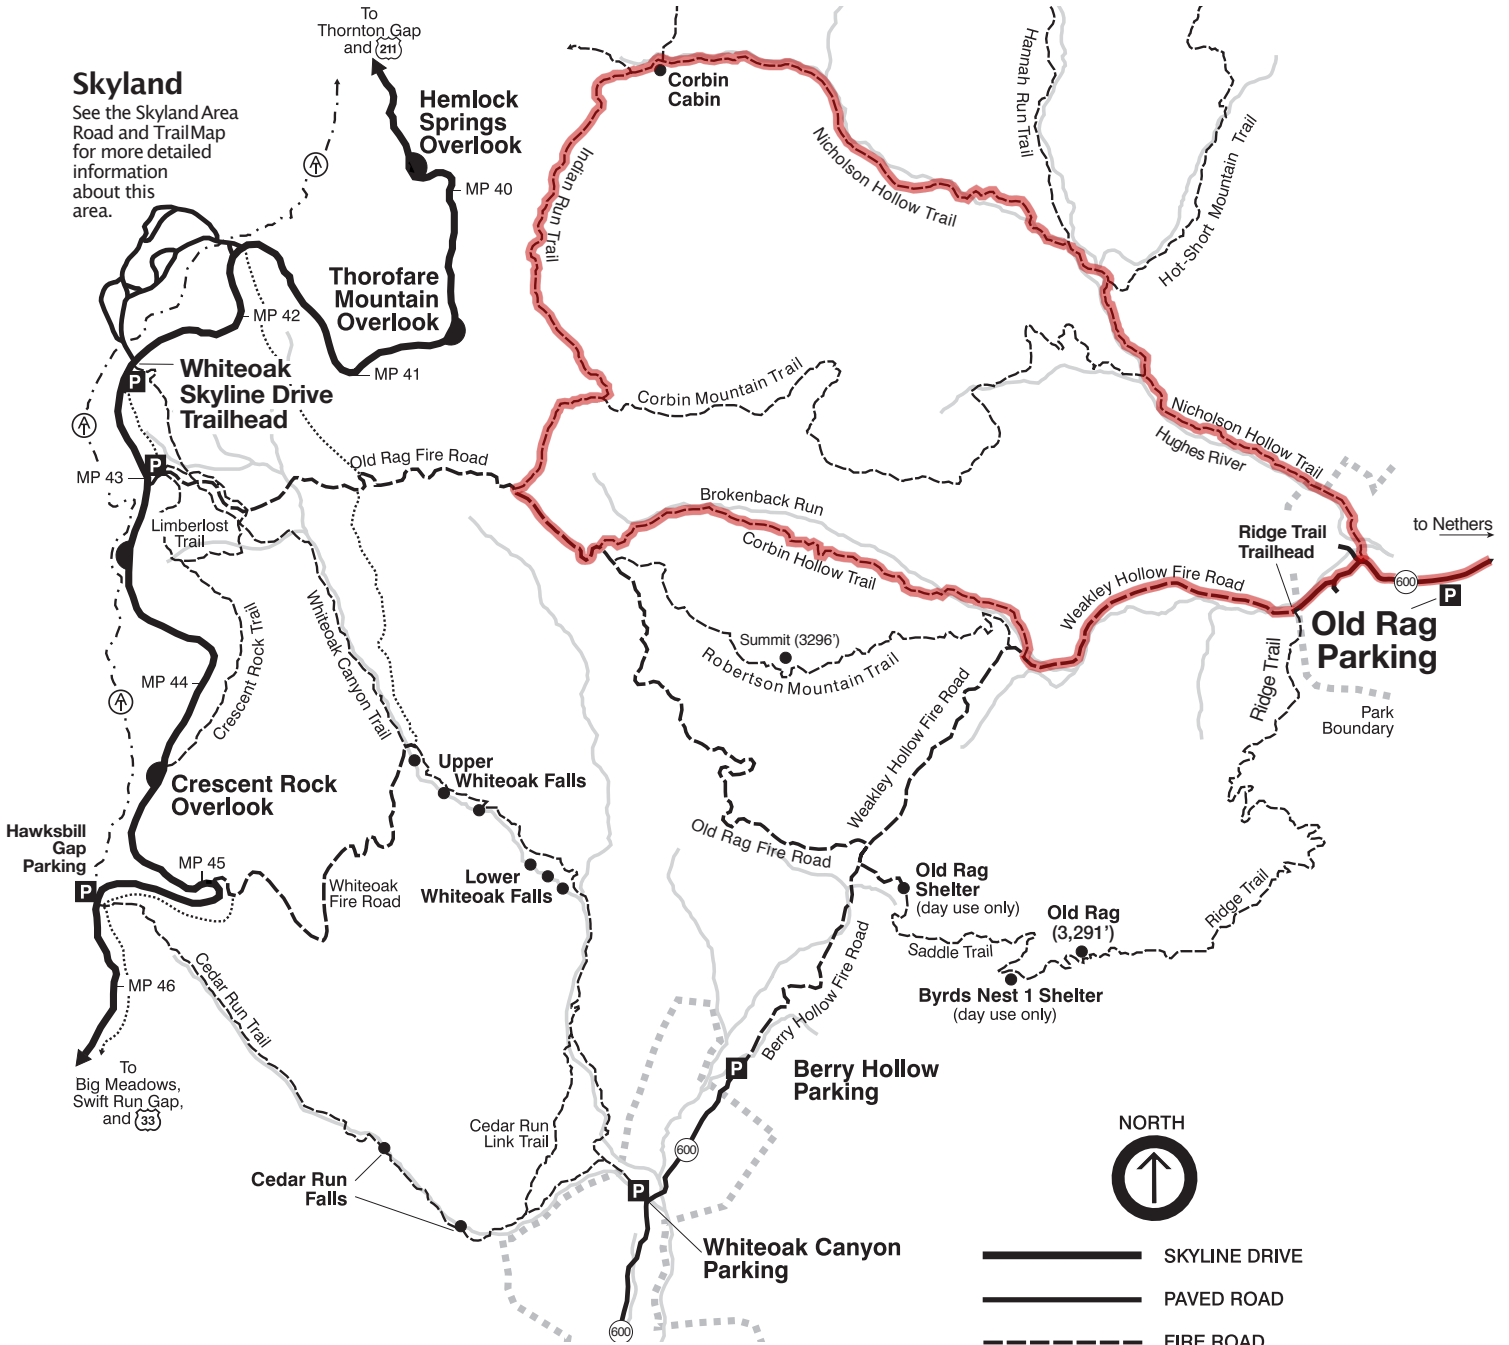 To
Thornton Gap
and 211
Skyland
See the Skyland Area
Road and Trail Map
for more detailed
information
about this
area.
Hemlock
Springs
Overlook
MP 40
Corbin
Cabin
Indian Run Trail
Nicholson Hollow Trail
Hannah Run Trail
Hot-Short Mountain Trail
Thorofare
Mountain
Overlook
MP 42
MP 41
P
Whiteoak
Skyline Drive
Trailhead
Corbin Mountain Trail
Nicholson Hollow Trail
Hughes River
P
MP 43
Old Rag Fire Road
Limberlost
Trail
Brokenback Run
Corbin Hollow Trail
Ridge Trail
Trailhead
to Nethers
600
P
Old Rag
Parking
Weakley Hollow Fire Road
Whiteoak Canyon Trail
Crescent Rock Trail
MP 44
Summit (3296’)
Robertson Mountain Trail
Weakley Hollow Fire Road
Ridge Trail
Park
Boundary
Upper
Whiteoak Falls
Crescent Rock
Overlook
Hawksbill
Gap
Parking
P
MP 45
Whiteoak
Fire Road
Lower
Whiteoak Falls
Old Rag Fire Road
Old Rag
Shelter
(day use only)
Old Rag
(3,291’)
Ridge Trail
Saddle Trail
Byrds Nest 1 Shelter
(day use only)
MP 46
Cedar Run Trail
Berry Hollow Fire Road
To
Big Meadows,
Swift Run Gap,
and 33
P
Berry Hollow
Parking
Cedar Run
Link Trail
600
Cedar Run
Falls
P
Whiteoak Canyon
Parking
600
NORTH
SKYLINE DRIVE
PAVED ROAD
FIRE ROAD